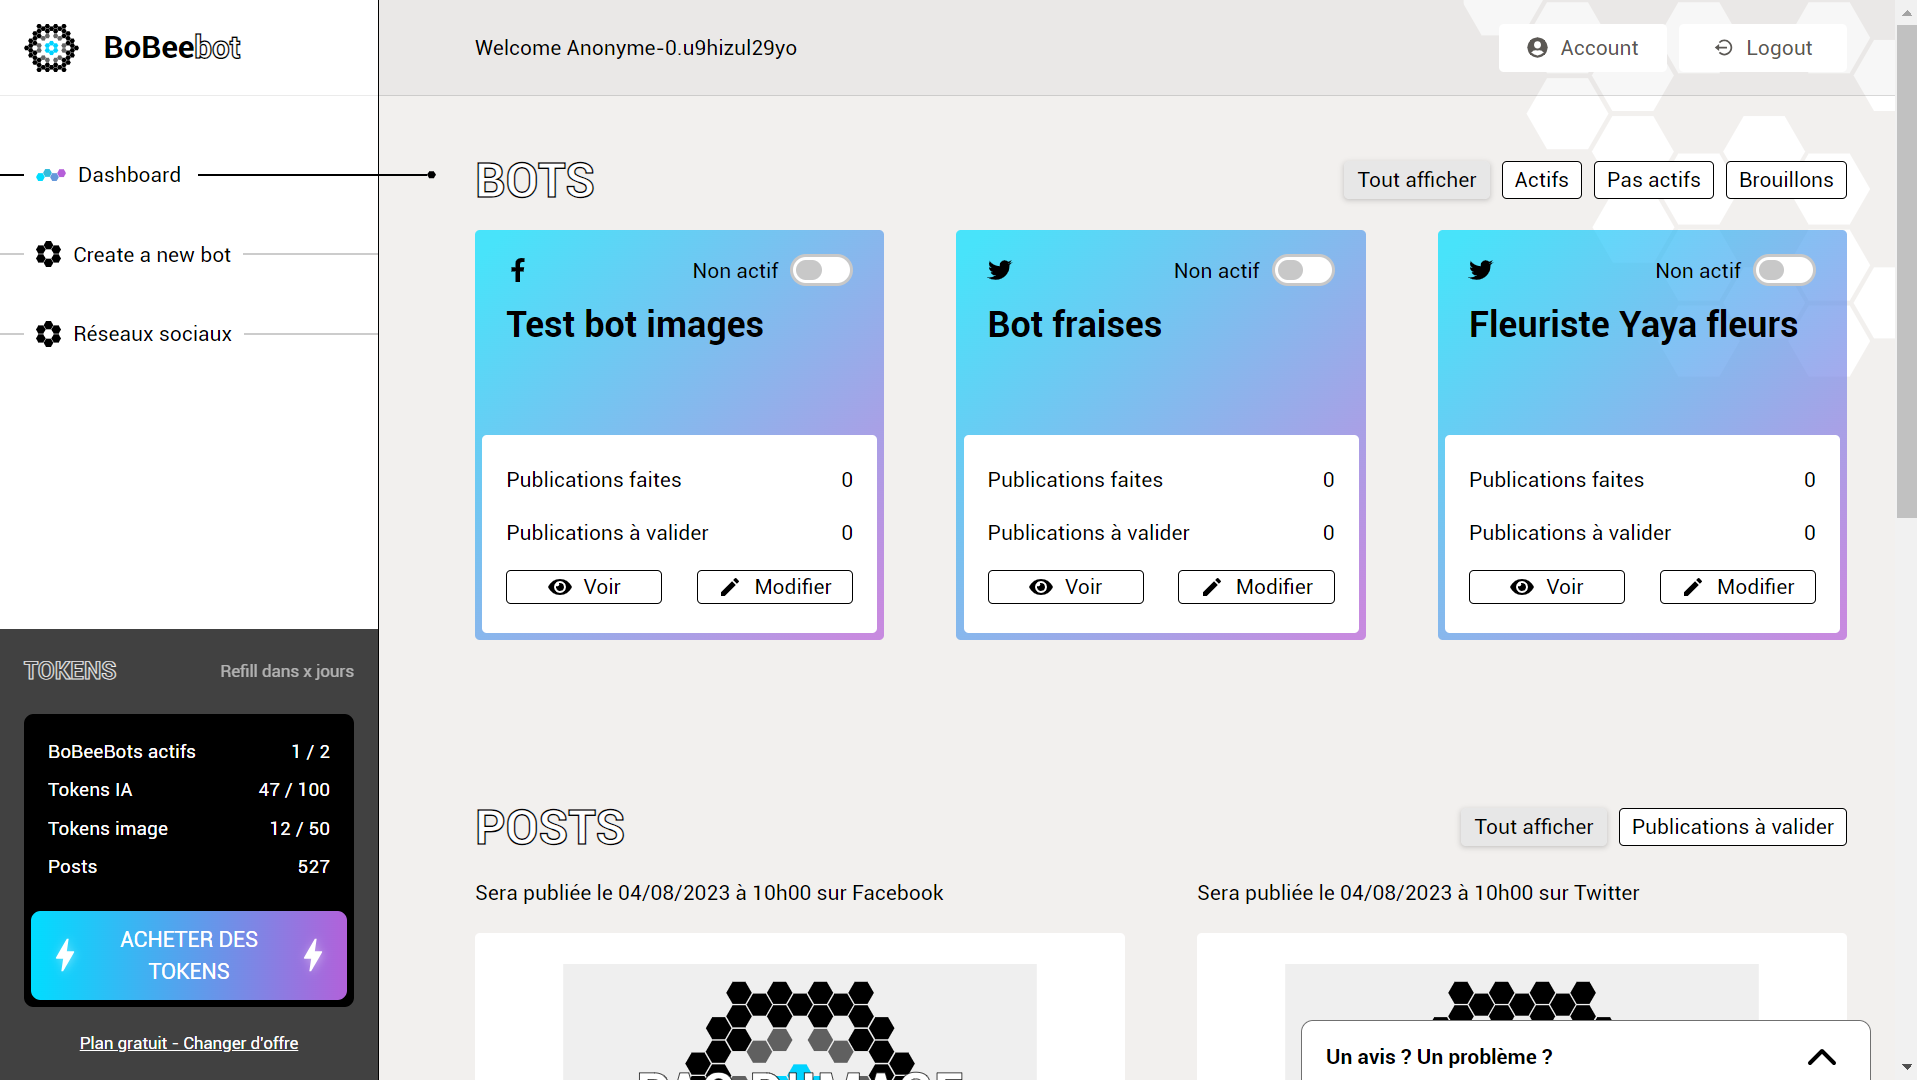 BoBeebot
Welcome Anonyme-0.u9hizul29yo
Account
Logout
Dashboard
Create a new bot
Réseaux sociaux
BOTS
Tout afficher
Actifs
Pas actifs
Brouillons
Non actif
Test bot images
Publications faites 0
Publications à valider 0
Voir
Modifier
Non actif
Bot fraises
Publications faites 0
Publications à valider 0
Voir
Modifier
Non actif
Fleuriste Yaya fleurs
Publications faites 0
Publications à valider 0
Voir
Modifier
TOKENS
Refill dans x jours
BoBeeBots actifs 1 / 2
Tokens IA 47 / 100
Tokens image 12 / 50
Posts 527
ACHETER DES
TOKENS
Plan gratuit - Changer d'offre
POSTS
Tout afficher
Publications à valider
Sera publiée le 04/08/2023 à 10h00 sur Facebook
Sera publiée le 04/08/2023 à 10h00 sur Twitter
Un avis ? Un problème ?